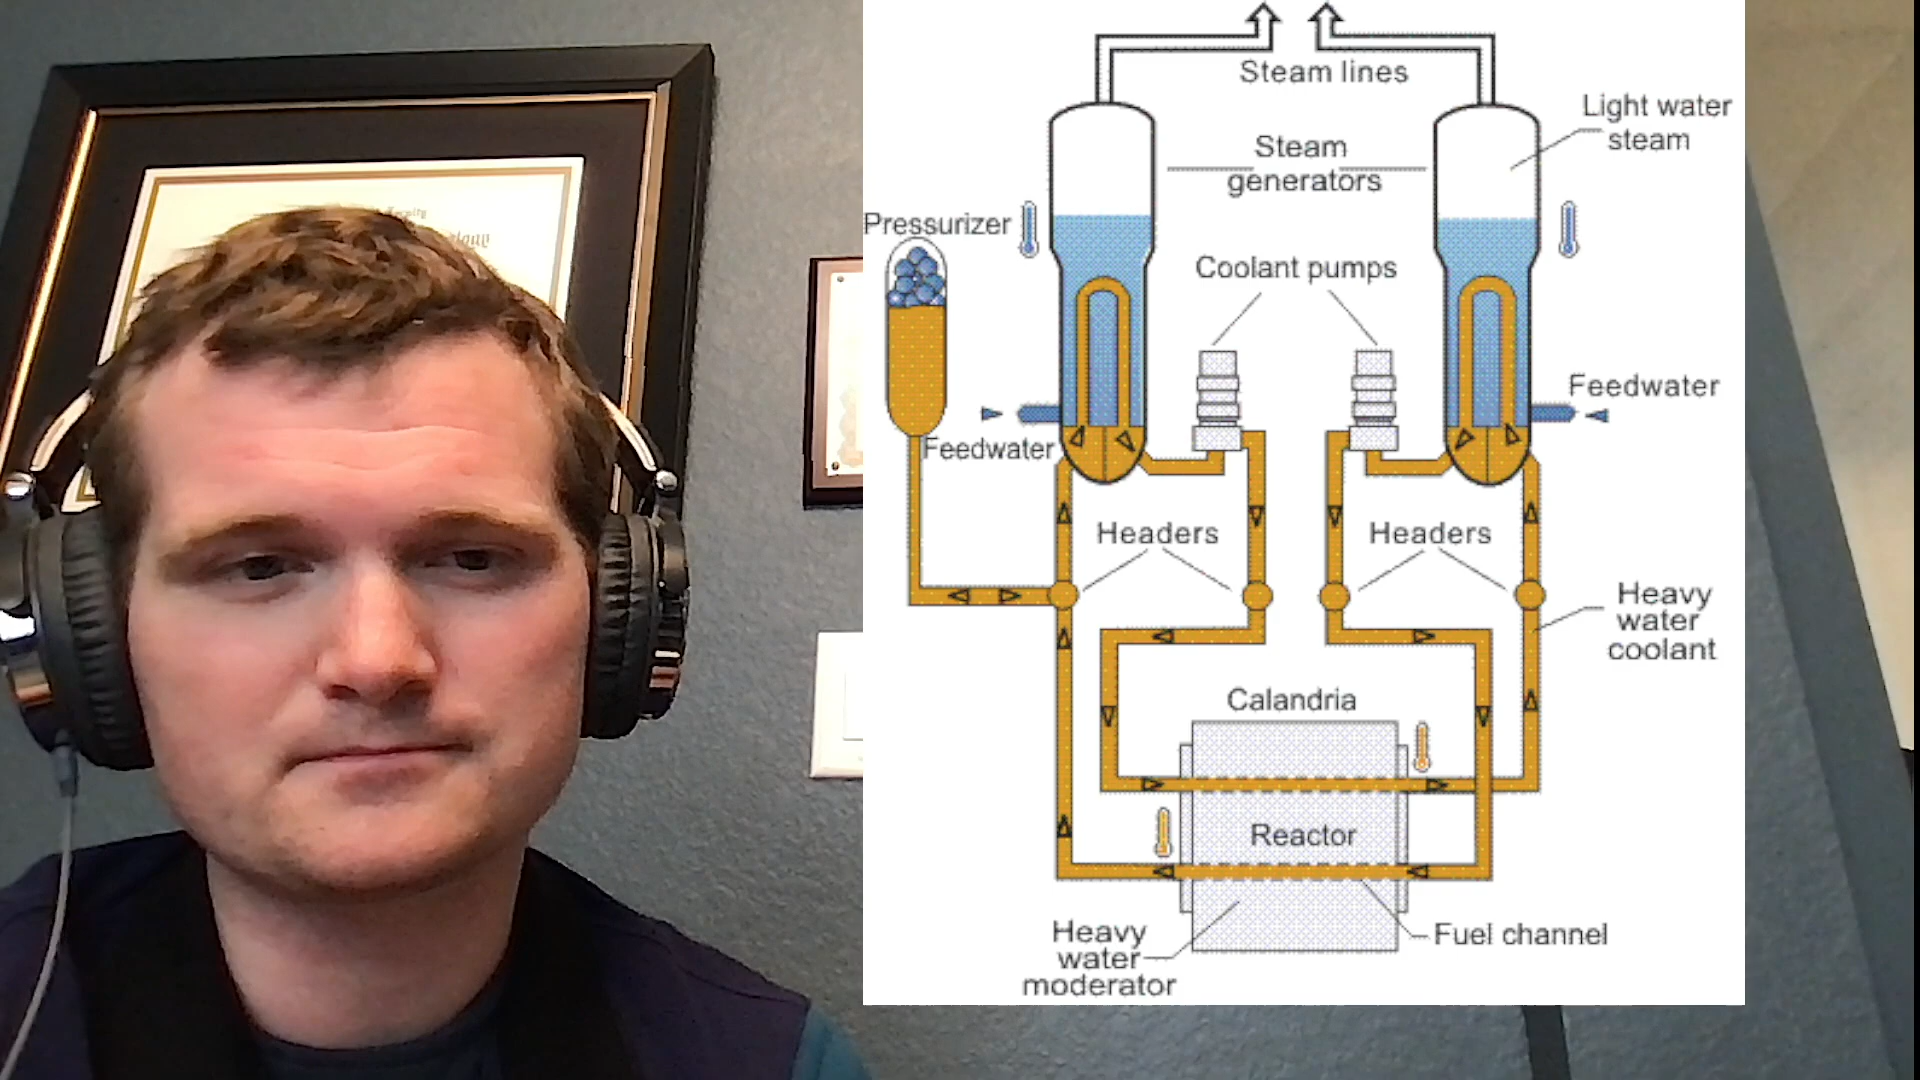 Steam lines
Light water
steam
Steam
generators
Pressurizer
Coolant pumps
Feedwater
Feedwater
Headers
Headers
Heavy
water
coolant
Calandria
Reactor
Heavy
water
moderator
Fuel channel